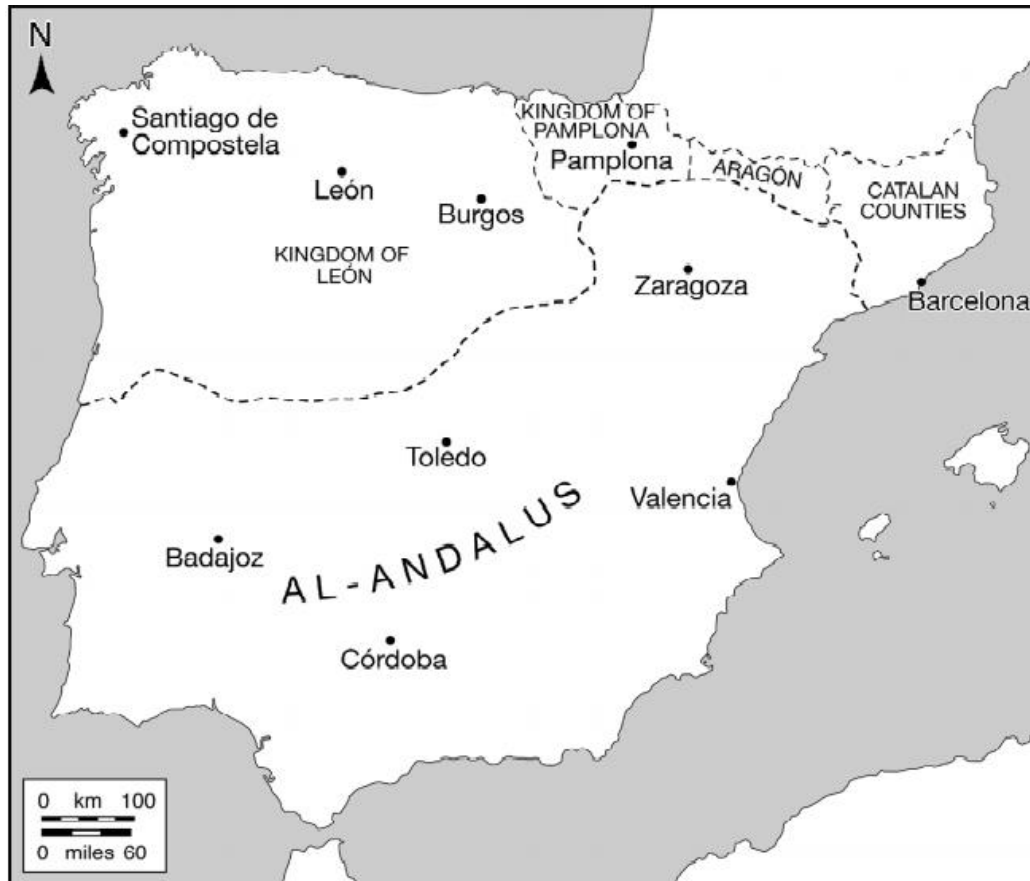 N
Santiago de
Compostela
León
Burgos
KINGDOM OF
LEÓN
KINGDOM OF
PAMPLONA
Pamplona
ARAGÓN
CATALAN
COUNTIES
Zaragoza
Barcelona
Toledo
Valencia
Badajoz
AL-ANDALUS
Córdoba
0 km 100
0 miles 60